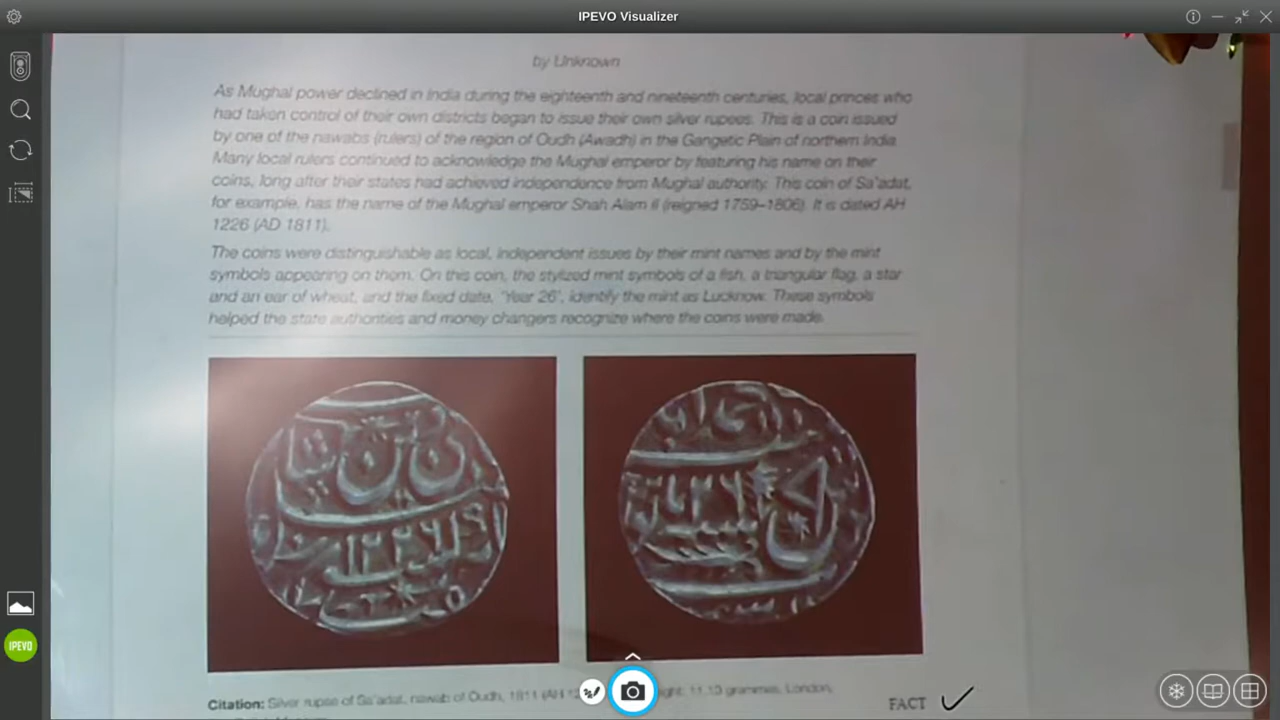 IPEVO Visualizer
by Unknown
As Mughal power declined in India during the eighteenth and nineteenth centuries, local princes who
had taken control of their own districts began to issue their own silver rupees. This is a coin issued
by one of the nawabs (rulers) of the region of Oudh (Awadh) in the Gangetic Plain of northern India.
Many local rulers continued to acknowledge the Mughal emperor by featuring his name on their
coins, long after their states had achieved independence from Mughal authority. This coin of Sa'adat,
for example, has the name of the Mughal emperor Shah Alam II (reigned 1759–1806). It is dated AH
1226 (AD 1811).
The coins were distinguishable as local, independent issues by their mint names and by the mint
symbols appearing on them. On this coin, the stylized mint symbols of a fish, a triangular flag, a star
and an ear of wheat, and the fixed date, 'Year 26', identify the mint as Lucknow. These symbols
helped the state authorities and money changers recognize where the coins were made.
١٢٢٦
٢٦
Citation: Silver rupee of Sa'adat, nawab of Oudh, 1811 (AH 11.10 grammes, London,
FACT
IPEVO